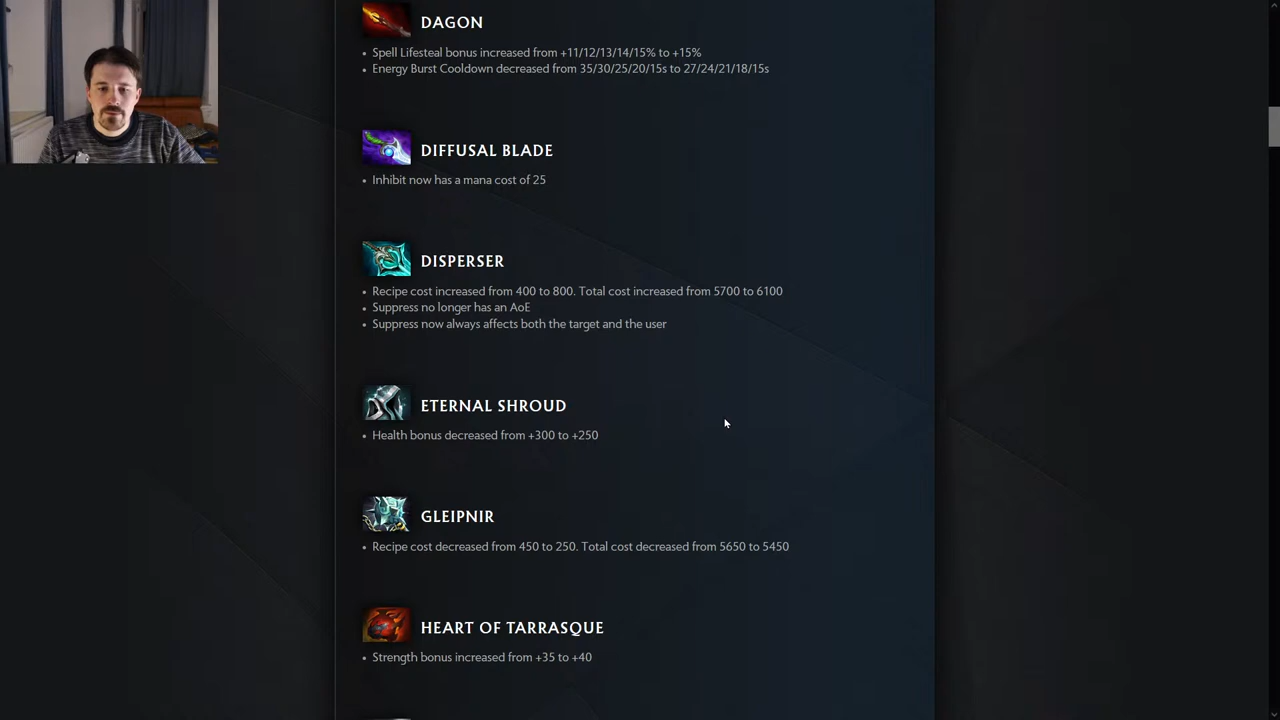 DAGON
• Spell Lifesteal bonus increased from +11/12/13/14/15% to +15%
• Energy Burst Cooldown decreased from 35/30/25/20/15s to 27/24/21/18/15s
DIFFUSAL BLADE
• Inhibit now has a mana cost of 25
DISPERSER
• Recipe cost increased from 400 to 800. Total cost increased from 5700 to 6100
• Suppress no longer has an AoE
• Suppress now always affects both the target and the user
ETERNAL SHROUD
• Health bonus decreased from +300 to +250
GLEIPNIR
• Recipe cost decreased from 450 to 250. Total cost decreased from 5650 to 5450
HEART OF TARRASQUE
• Strength bonus increased from +35 to +40